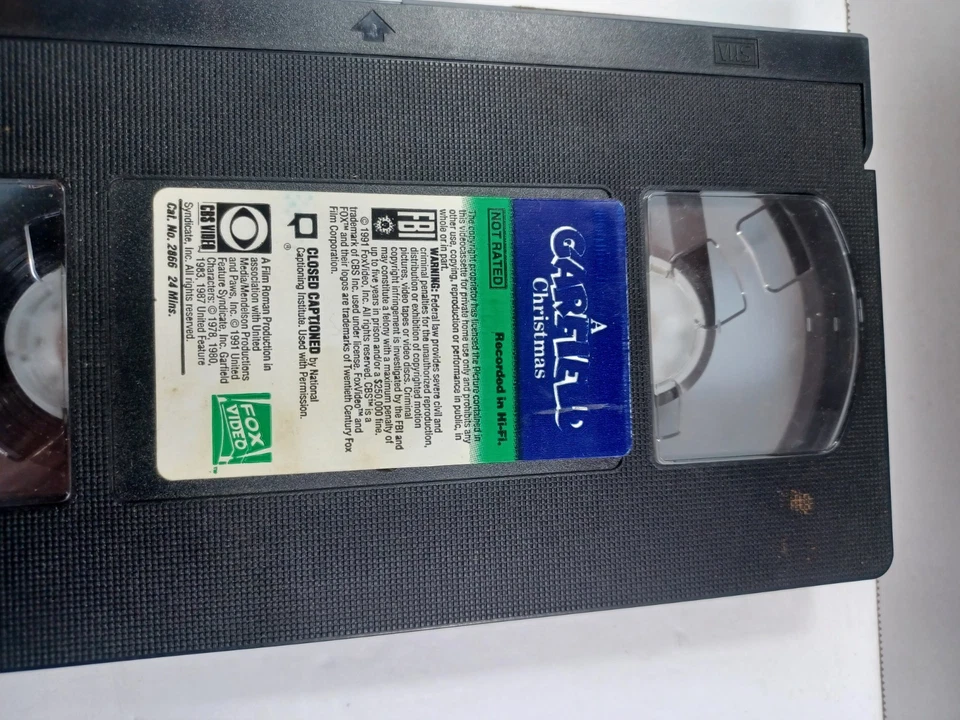 VHS
A
GARFIELD
Christmas
NOT RATED
Recorded in Hi-Fi.
The copyright proprietor has licensed the Picture contained in
this videocassette for private home use only and prohibits any
other use, copying, reproduction or performance in public, in
whole or in part.
FBI
WARNING: Federal law provides severe civil and
criminal penalties for the unauthorized reproduction,
distribution or exhibition of copyrighted motion
pictures, video tapes or video discs. Criminal
copyright infringement is investigated by the FBI and
may constitute a felony with a maximum penalty of
up to five years in prison and/or a $250,000 fine.
© 1991 FoxVideo, Inc. All rights reserved. CBS™ is a
trademark of CBS Inc. used under license. FoxVideo™ and
FOX™ and their logos are trademarks of Twentieth Century Fox
Film Corporation.
CLOSED CAPTIONED by National
Captioning Institute. Used with Permission.
®
CBS VIDEO
A Film Roman Production in
association with United
Media/Mendelson Productions
and Paws, Inc. © 1991 United
Feature Syndicate, Inc. Garfield
Characters: © 1978, 1980,
1983, 1987 United Feature
Syndicate, Inc. All rights reserved.
Cat. No. 2866 24 Mins.
FOX
VIDEO
TM